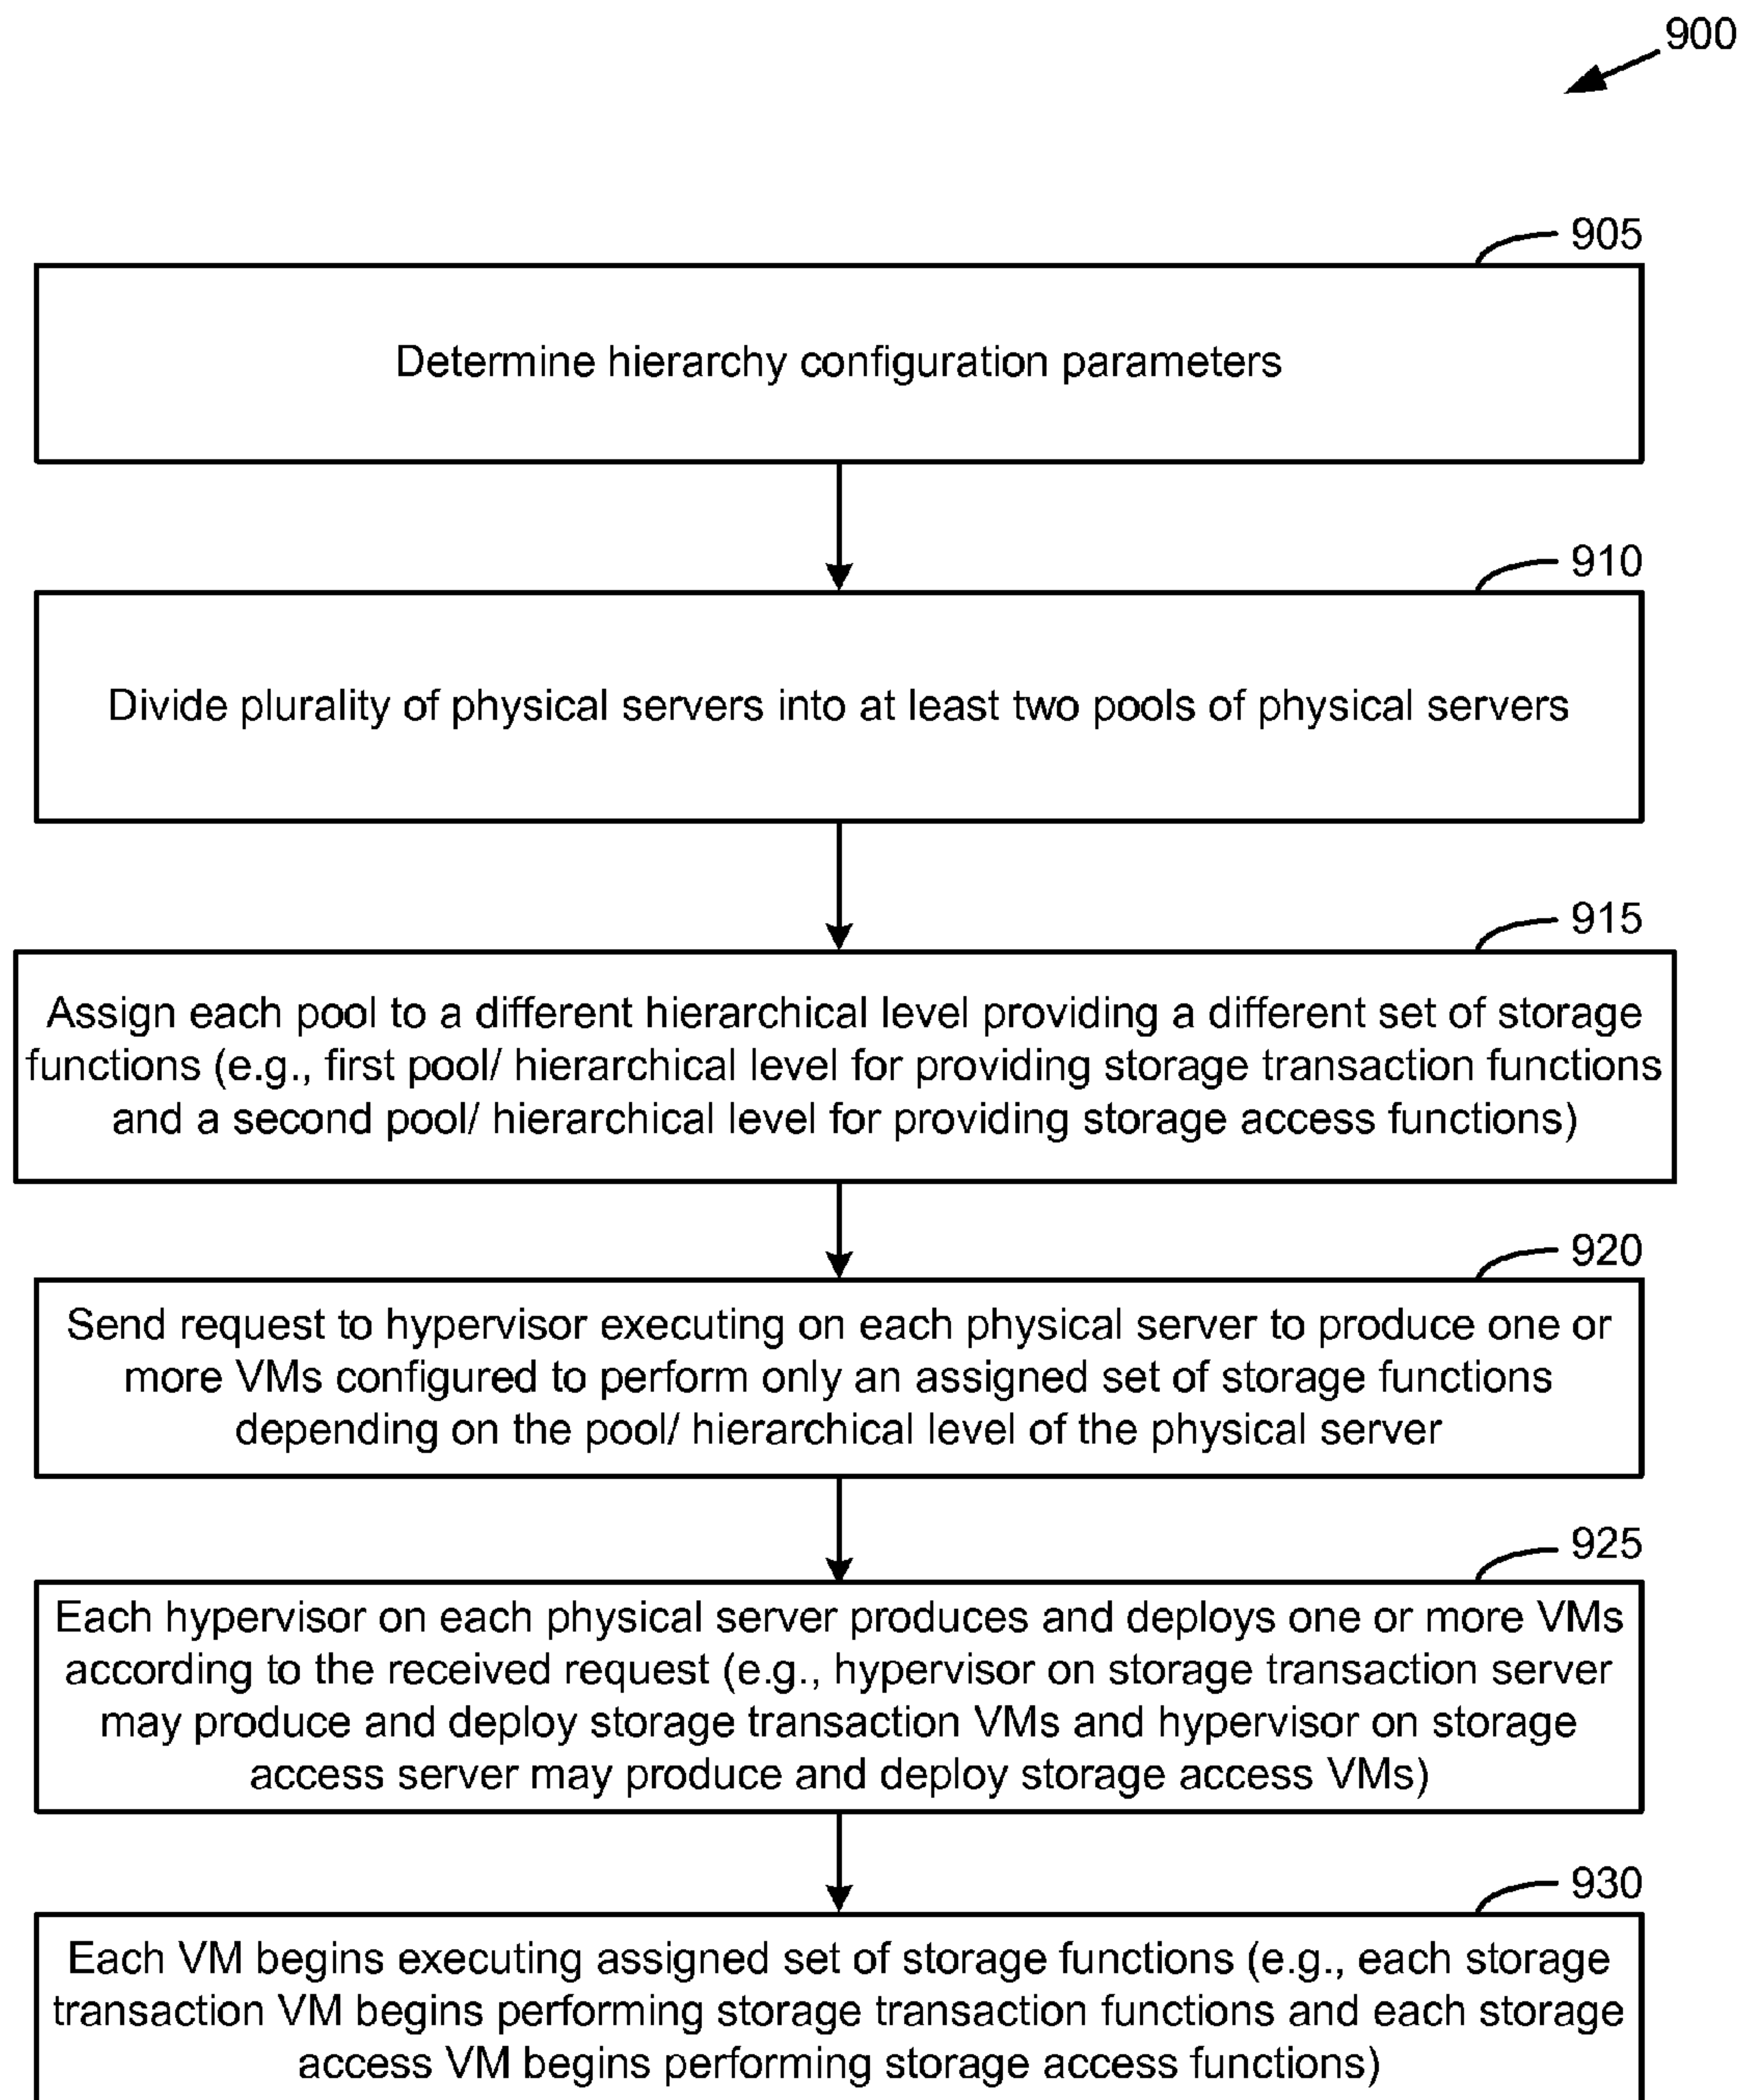 900
905
Determine hierarchy configuration parameters
910
Divide plurality of physical servers into at least two pools of physical servers
915
Assign each pool to a different hierarchical level providing a different set of storage
functions (e.g., first pool/ hierarchical level for providing storage transaction functions
and a second pool/ hierarchical level for providing storage access functions)
920
Send request to hypervisor executing on each physical server to produce one or
more VMs configured to perform only an assigned set of storage functions
depending on the pool/ hierarchical level of the physical server
925
Each hypervisor on each physical server produces and deploys one or more VMs
according to the received request (e.g., hypervisor on storage transaction server
may produce and deploy storage transaction VMs and hypervisor on storage
access server may produce and deploy storage access VMs)
930
Each VM begins executing assigned set of storage functions (e.g., each storage
transaction VM begins performing storage transaction functions and each storage
access VM begins performing storage access functions)